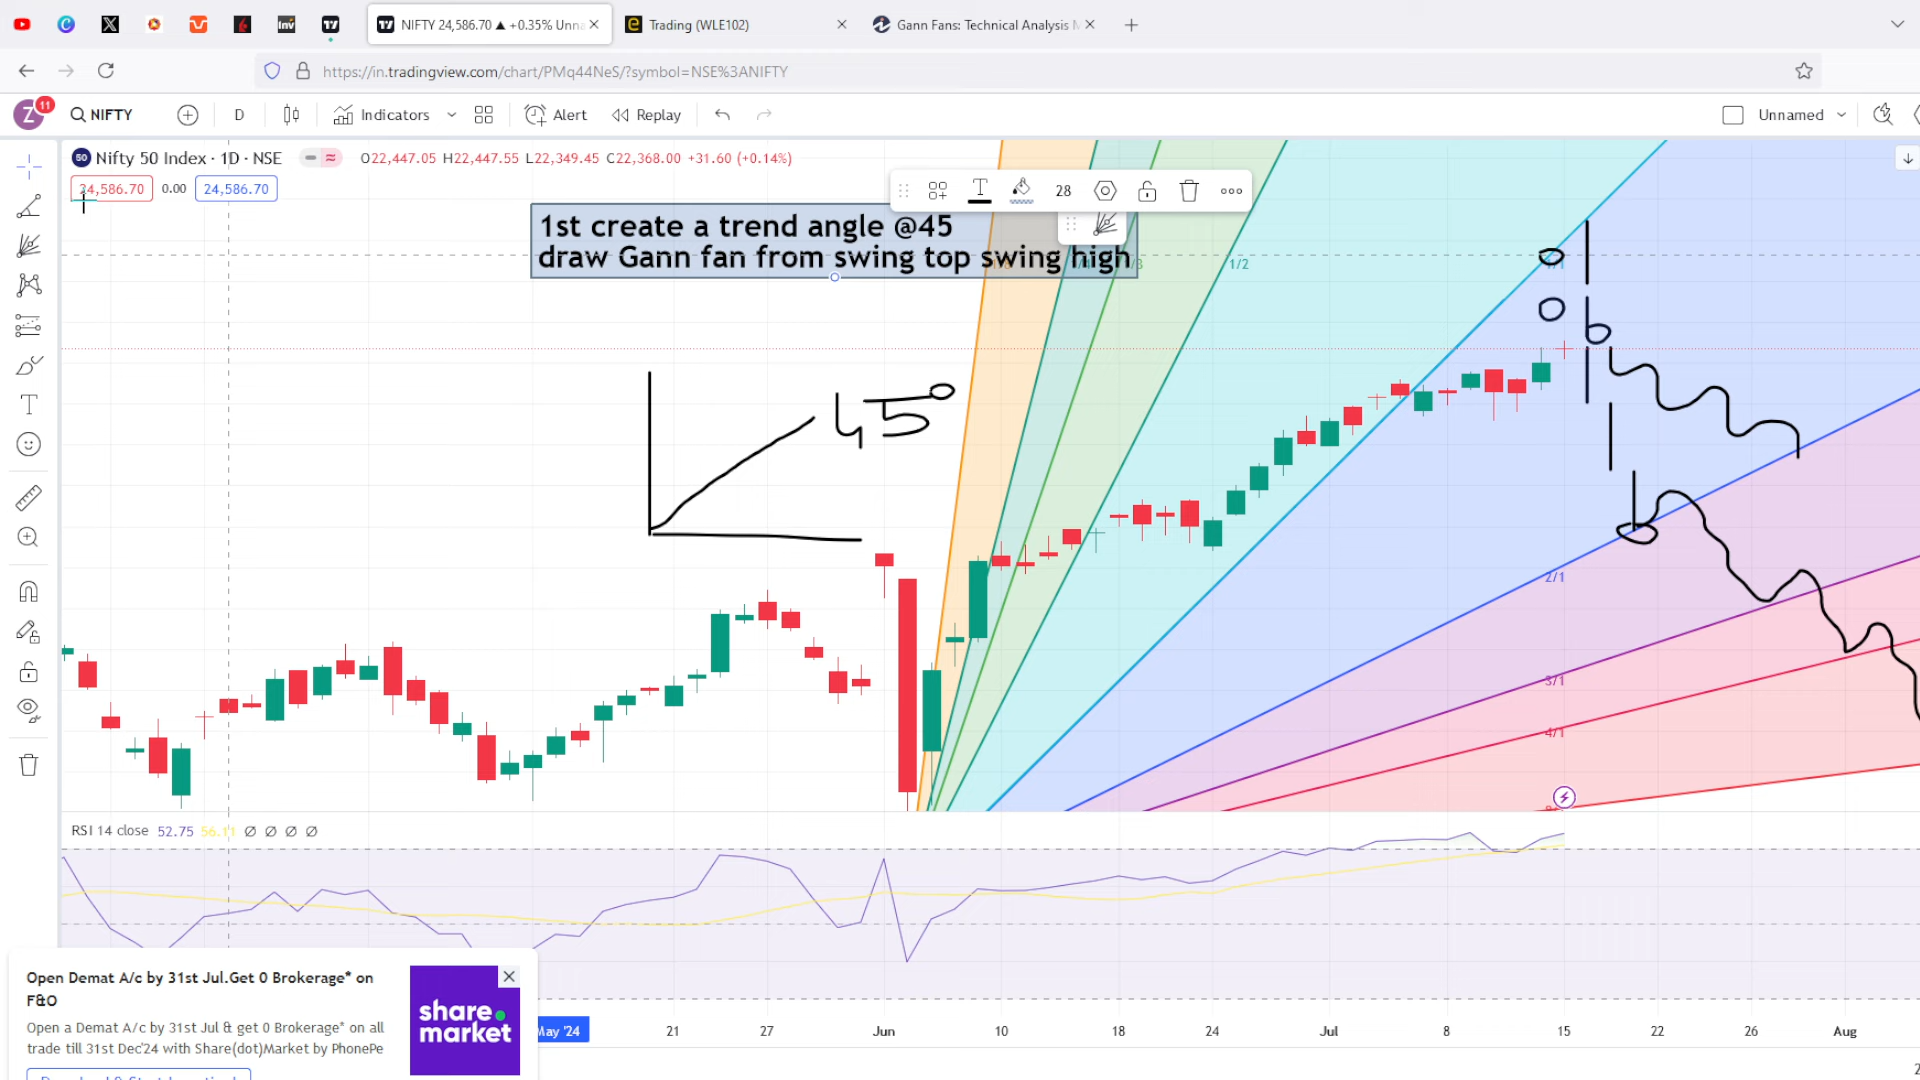 NIFTY 24,586.70 ▲ +0.35% Unna
Trading (WLE102)
Gann Fans: Technical Analysis M
https://in.tradingview.com/chart/PMq44NeS/?symbol=NSE%3ANIFTY
Z
11
NIFTY
D
Indicators
Alert
Replay
Unnamed
50
Nifty 50 Index · 1D · NSE
O22,447.05 H22,447.55 L22,349.45 C22,368.00 +31.60 (+0.14%)
24,586.70
0.00
24,586.70
28
1st create a trend angle @45
draw Gann fan from swing top swing high
1/2
45°
2/1
3/1
4/1
RSI 14 close 52.75 56.11 Ø Ø Ø Ø
Open Demat A/c by 31st Jul.Get 0 Brokerage* on
F&O
Open a Demat A/c by 31st Jul & get 0 Brokerage* on all
trade till 31st Dec'24 with Share(dot)Market by PhonePe
share.
market
May '24
21
27
Jun
10
18
24
Jul
8
15
22
26
Aug